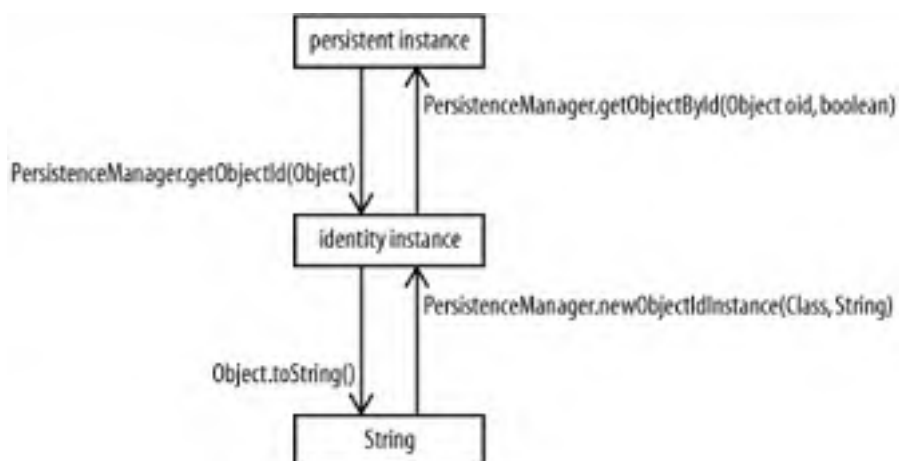 persistent instance
PersistenceManager.getObjectById(Object oid, boolean)
PersistenceManager.getObjectId(Object)
identity instance
PersistenceManager.newObjectIdInstance(Class, String)
Object.toString()
String